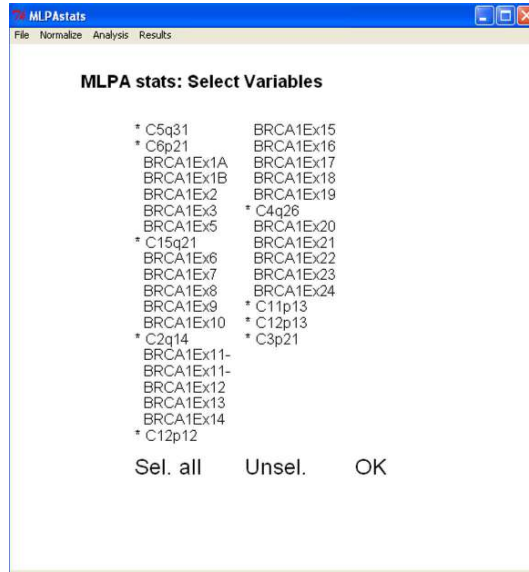 MLPAstats
File Normalize Analysis Results
MLPA stats: Select Variables
* C5q31
* C6p21
BRCA1Ex1A
BRCA1Ex1B
BRCA1Ex2
BRCA1Ex3
BRCA1Ex5
* C15q21
BRCA1Ex6
BRCA1Ex7
BRCA1Ex8
BRCA1Ex9
BRCA1Ex10
* C2q14
BRCA1Ex11-
BRCA1Ex11-
BRCA1Ex12
BRCA1Ex13
BRCA1Ex14
* C12p12
BRCA1Ex15
BRCA1Ex16
BRCA1Ex17
BRCA1Ex18
BRCA1Ex19
* C4q26
BRCA1Ex20
BRCA1Ex21
BRCA1Ex22
BRCA1Ex23
BRCA1Ex24
* C11p13
* C12p13
* C3p21
Sel. all Unsel. OK